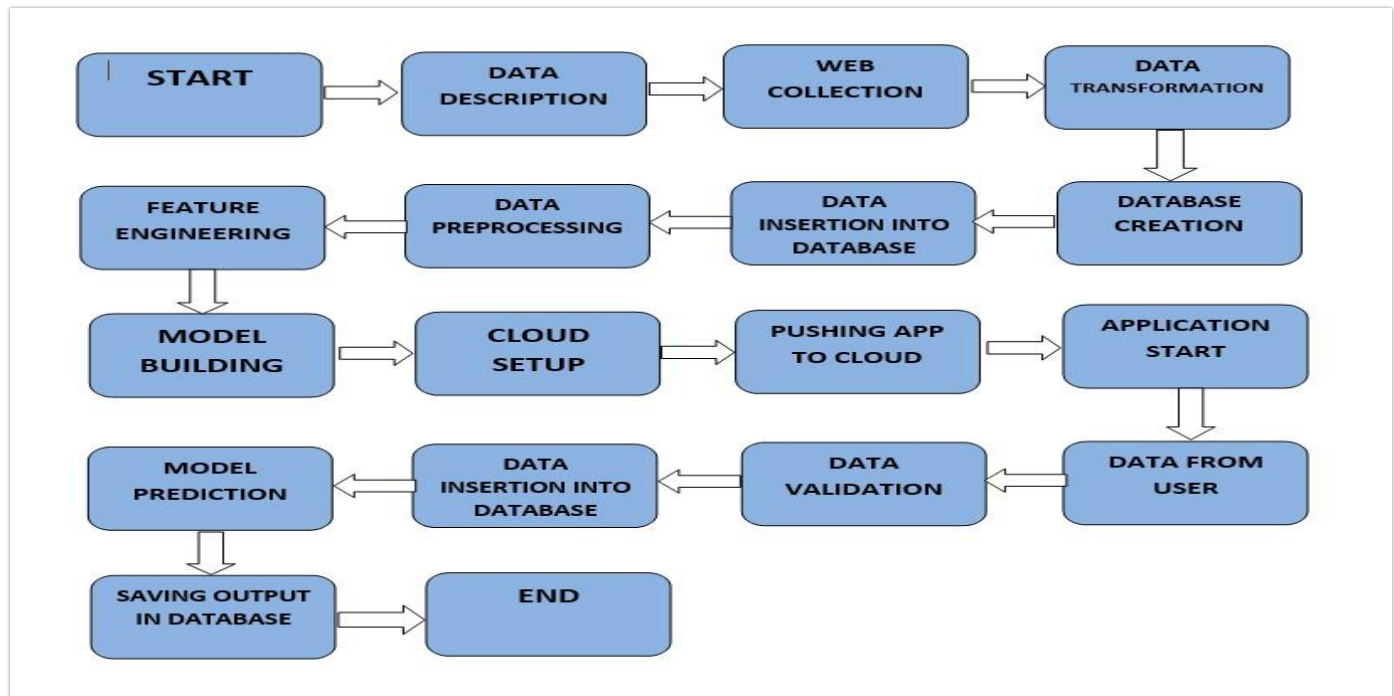 START
DATA
DESCRIPTION
WEB
COLLECTION
DATA
TRANSFORMATION
DATABASE
CREATION
DATA
INSERTION INTO
DATABASE
DATA
PREPROCESSING
FEATURE
ENGINEERING
MODEL
BUILDING
CLOUD
SETUP
PUSHING APP
TO CLOUD
APPLICATION
START
DATA FROM
USER
DATA
VALIDATION
DATA
INSERTION INTO
DATABASE
MODEL
PREDICTION
SAVING OUTPUT
IN DATABASE
END